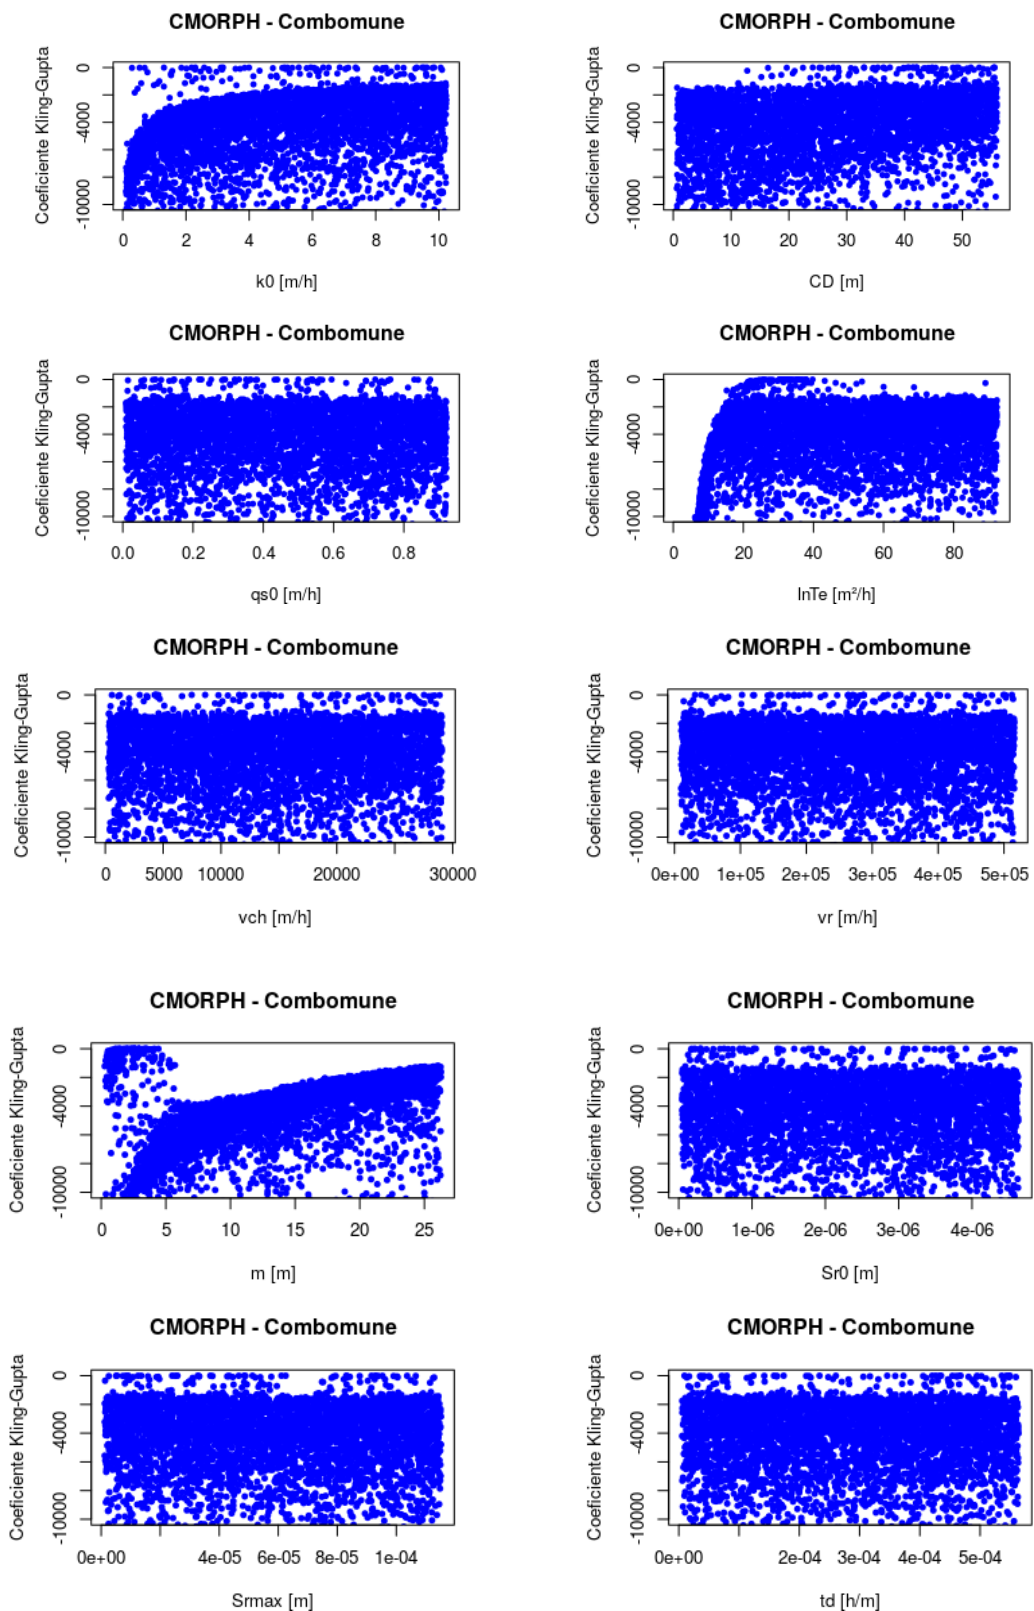 CMORPH - Combomune
Coeficiente Kling-Gupta
0
-4000
-10000
0 2 4 6 8 10
k0 [m/h]
CMORPH - Combomune
Coeficiente Kling-Gupta
0
-4000
-10000
0 10 20 30 40 50
CD [m]
CMORPH - Combomune
Coeficiente Kling-Gupta
0
-4000
-10000
0.0 0.2 0.4 0.6 0.8
qs0 [m/h]
CMORPH - Combomune
Coeficiente Kling-Gupta
0
-4000
-10000
0 20 40 60 80
lnTe [m²/h]
CMORPH - Combomune
Coeficiente Kling-Gupta
0
-4000
-10000
0 5000 10000 20000 30000
vch [m/h]
CMORPH - Combomune
Coeficiente Kling-Gupta
0
-4000
-10000
0e+00 1e+05 2e+05 3e+05 4e+05 5e+05
vr [m/h]
CMORPH - Combomune
Coeficiente Kling-Gupta
0
-4000
-10000
0 5 10 15 20 25
m [m]
CMORPH - Combomune
Coeficiente Kling-Gupta
0
-4000
-10000
0e+00 1e-06 2e-06 3e-06 4e-06
Sr0 [m]
CMORPH - Combomune
Coeficiente Kling-Gupta
0
-4000
-10000
0e+00 4e-05 6e-05 8e-05 1e-04
Srmax [m]
CMORPH - Combomune
Coeficiente Kling-Gupta
0
-4000
-10000
0e+00 2e-04 3e-04 4e-04 5e-04
td [h/m]